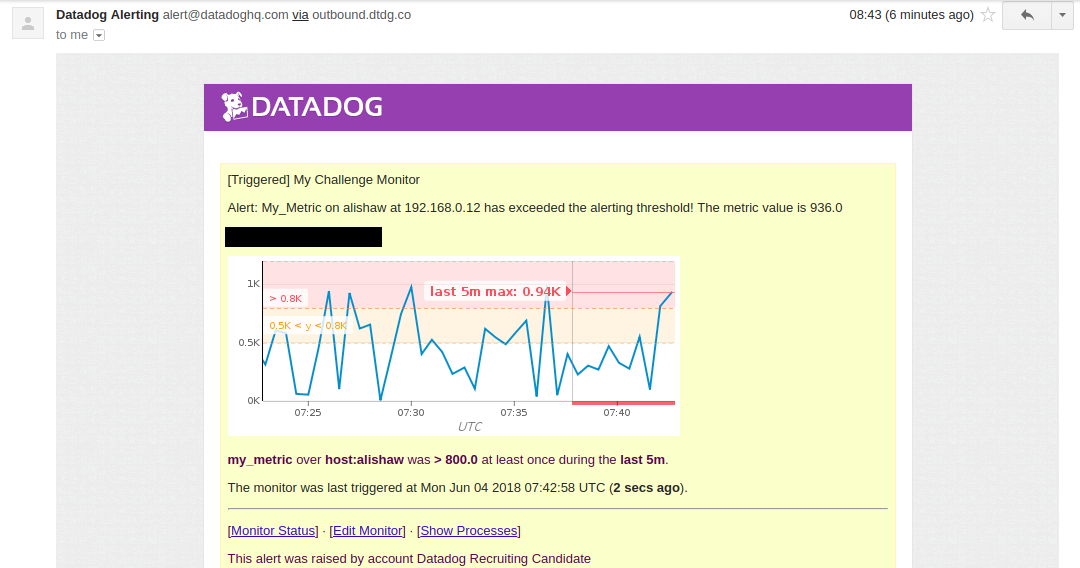 Datadog Alerting alert@datadoghq.com via outbound.dtdg.co 08:43 (6 minutes ago)
to me
DATADOG
[Triggered] My Challenge Monitor
Alert: My_Metric on alishaw at 192.168.0.12 has exceeded the alerting threshold! The metric value is 936.0
1K
> 0.8K
last 5m max: 0.94K
0.5K < y < 0.8K
0.5K
0K
07:25 07:30 07:35 07:40
UTC
my_metric over host:alishaw was > 800.0 at least once during the last 5m.
The monitor was last triggered at Mon Jun 04 2018 07:42:58 UTC (2 secs ago).
[Monitor Status] · [Edit Monitor] · [Show Processes]
This alert was raised by account Datadog Recruiting Candidate